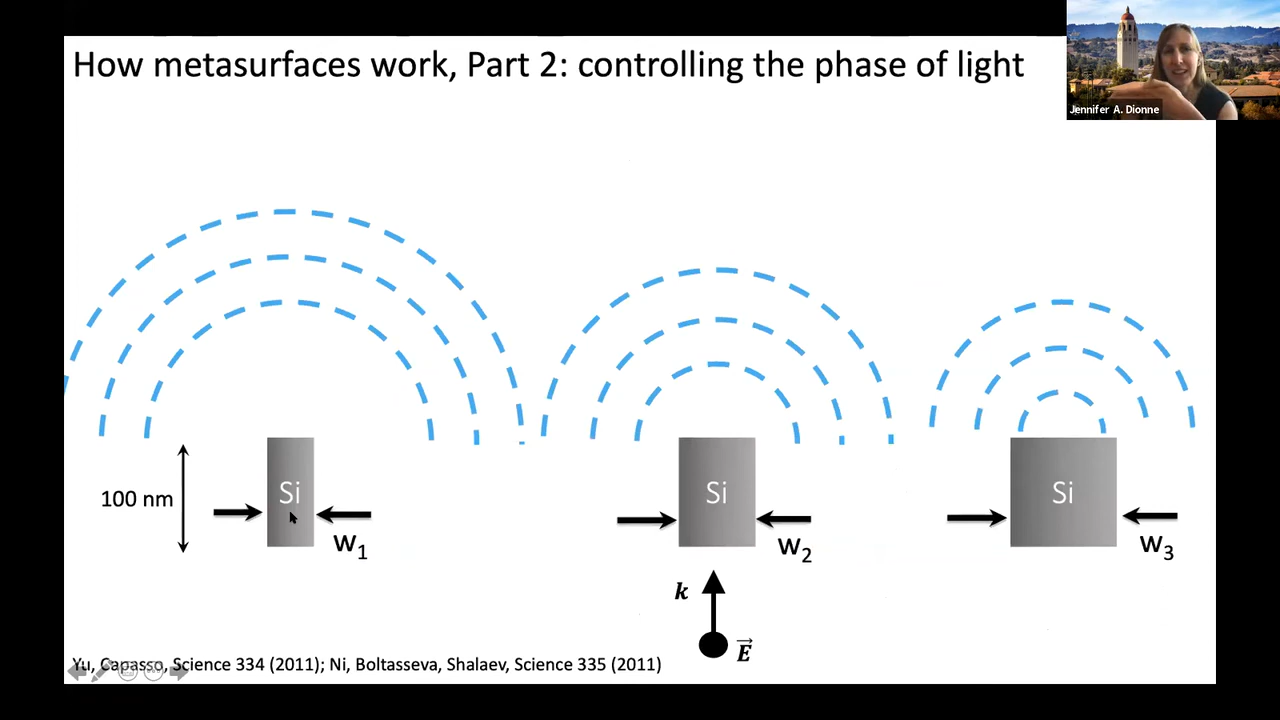 How metasurfaces work, Part 2: controlling the phase of light
Jennifer A. Dionne
100 nm
Si
w1
Si
w2
Si
w3
k
E
Yu, Capasso, Science 334 (2011); Ni, Boltasseva, Shalaev, Science 335 (2011)